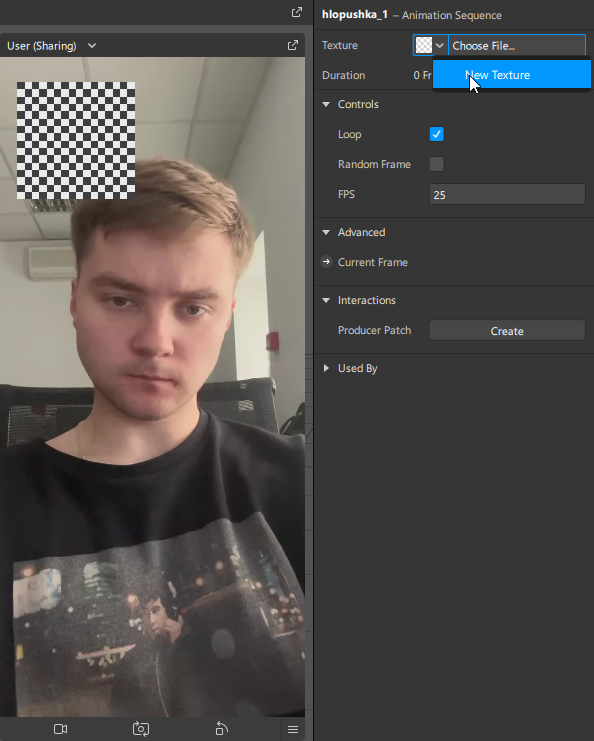 hlopushka_1 – Animation Sequence
User (Sharing)
Texture
Choose File...
New Texture
Duration
0 Fr
Controls
Loop
Random Frame
FPS
25
Advanced
Current Frame
Interactions
Producer Patch
Create
Used By